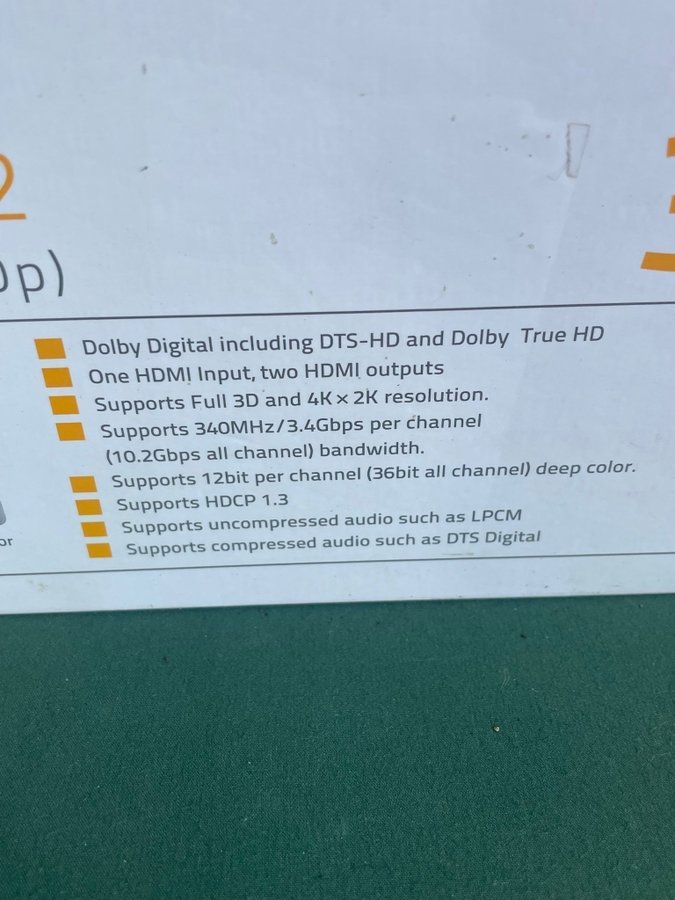 2
0p)
Dolby Digital including DTS-HD and Dolby True HD
One HDMI Input, two HDMI outputs
Supports Full 3D and 4K x 2K resolution.
Supports 340MHz/3.4Gbps per channel
(10.2Gbps all channel) bandwidth.
Supports 12bit per channel (36bit all channel) deep color.
Supports HDCP 1.3
Supports uncompressed audio such as LPCM
or
Supports compressed audio such as DTS Digital